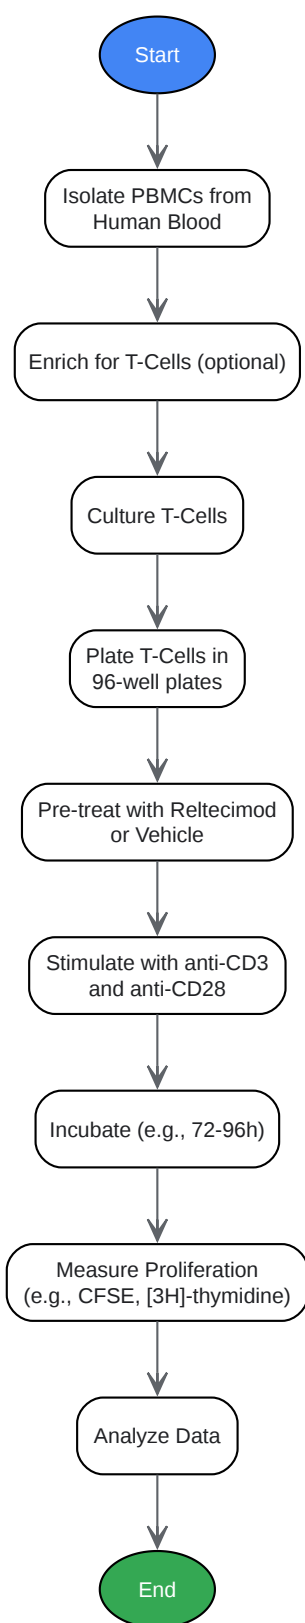 Start
Isolate PBMCs from
Human Blood
Enrich for T-Cells (optional)
Culture T-Cells
Plate T-Cells in
96-well plates
Pre-treat with Reltecimod
or Vehicle
Stimulate with anti-CD3
and anti-CD28
Incubate (e.g., 72-96h)
Measure Proliferation
(e.g., CFSE, [3H]-thymidine)
Analyze Data
End